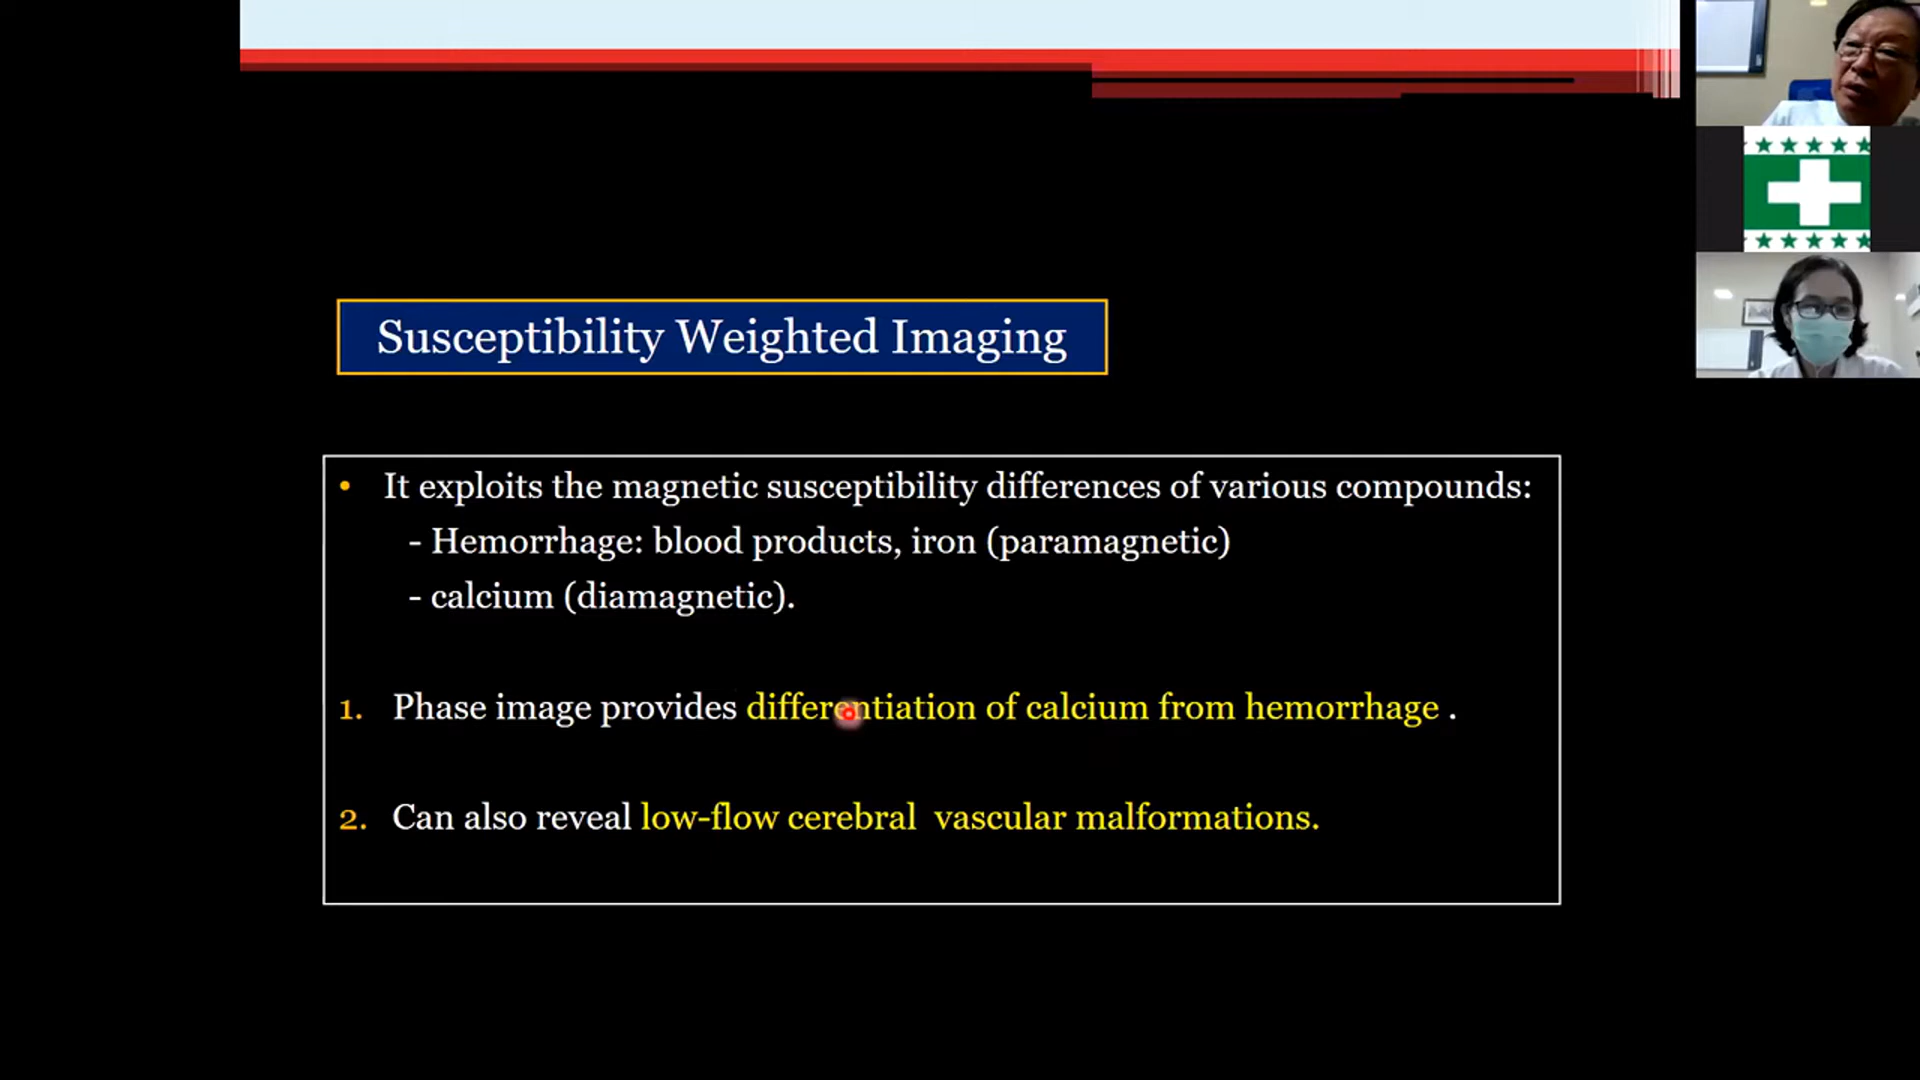 Susceptibility Weighted Imaging
• It exploits the magnetic susceptibility differences of various compounds:
- Hemorrhage: blood products, iron (paramagnetic)
- calcium (diamagnetic).
1. Phase image provides differentiation of calcium from hemorrhage .
2. Can also reveal low-flow cerebral vascular malformations.